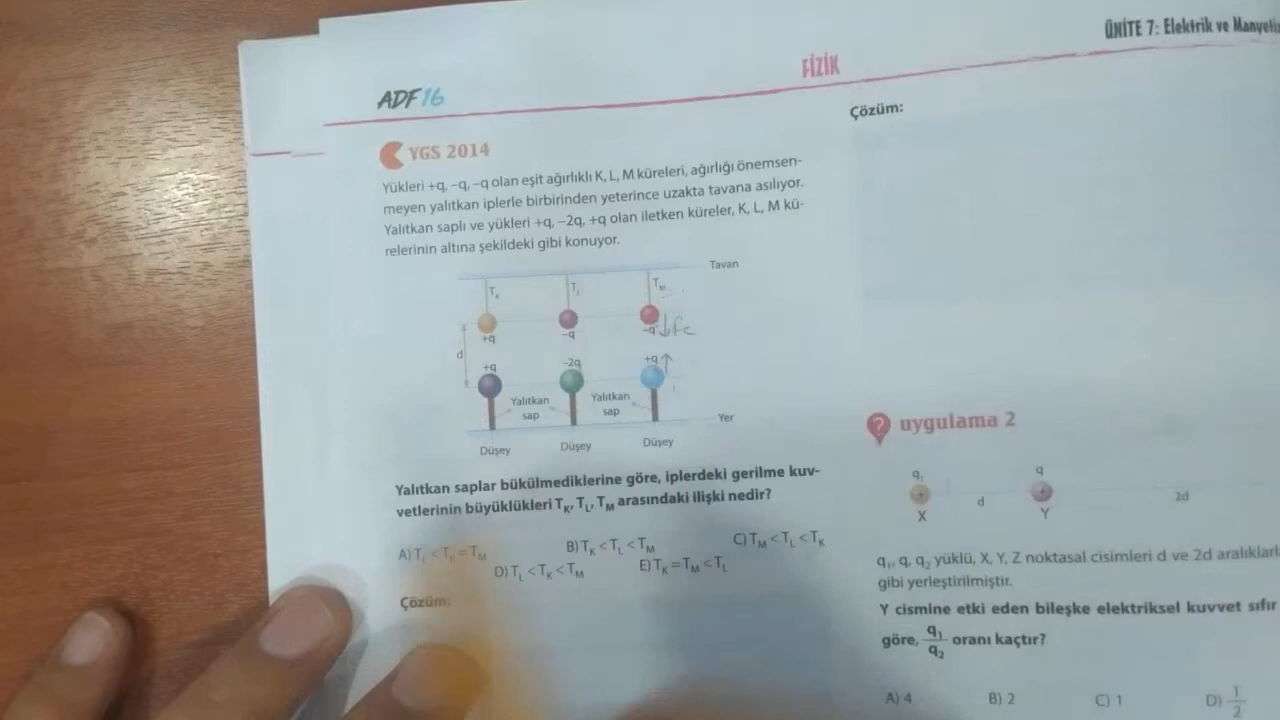 ÜNİTE 7: Elektrik ve
FİZİK
ADF16
YGS 2014
Yükleri +q, –q, –q olan eşit ağırlıklı K, L, M küreleri, ağırlığı önemsen-
meyen yalıtkan iplerle birbirinden yeterince uzakta tavana asılıyor.
Yalıtkan saplı ve yükleri +q, –2q, +q olan iletken küreler, K, L, M kü-
relerinin altına şekildeki gibi konuyor.
Tavan
T_K T_L T_M
+q –q –q
d
+q –2q +q
Yalıtkan sap Yalıtkan sap
Yer
Düşey Düşey Düşey
Yalıtkan saplar bükülmediklerine göre, iplerdeki gerilme kuv-
vetlerinin büyüklükleri T_K, T_L, T_M arasındaki ilişki nedir?
A) T_L < T_K = T_M B) T_K < T_L < T_M C) T_M < T_L < T_K
D) T_L < T_K < T_M E) T_K = T_M < T_L
Çözüm:
Çözüm:
uygulama 2
q₁ q
d 2d
X Y
q₁, q, q₂ yüklü, X, Y, Z noktasal cisimleri d ve 2d
gibi yerleştirilmiştir.
Y cismine etki eden bileşke elektriksel kuvvet sıfır
göre, q₁/q₂ oranı kaçtır?
A) 4 B) 2 C) 1 D) 1/2